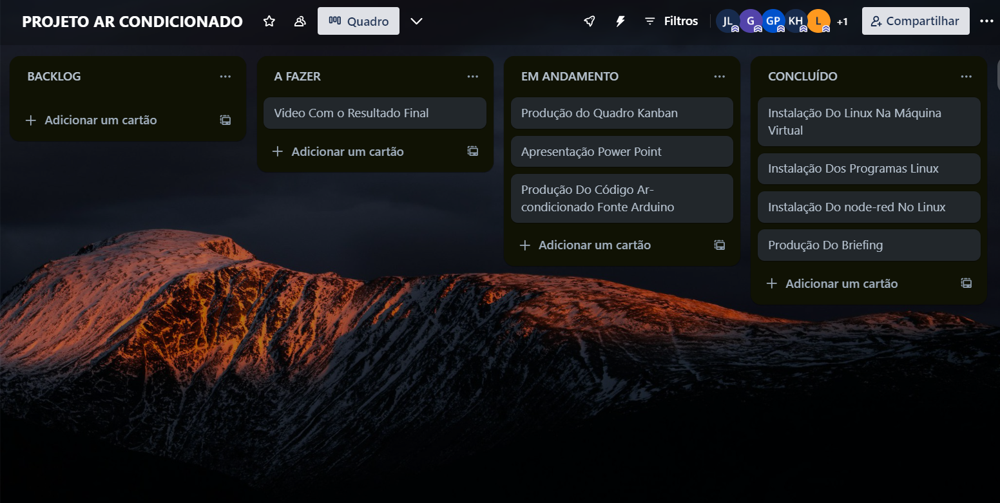 PROJETO AR CONDICIONADO
Quadro
Filtros
JL
G
GP
KH
L
+1
Compartilhar
BACKLOG
Adicionar um cartão
A FAZER
Video Com o Resultado Final
Adicionar um cartão
EM ANDAMENTO
Produção do Quadro Kanban
Apresentação Power Point
Produção Do Código Ar-
condicionado Fonte Arduino
Adicionar um cartão
CONCLUÍDO
Instalação Do Linux Na Máquina
Virtual
Instalação Dos Programas Linux
Instalação Do node-red No Linux
Produção Do Briefing
Adicionar um cartão